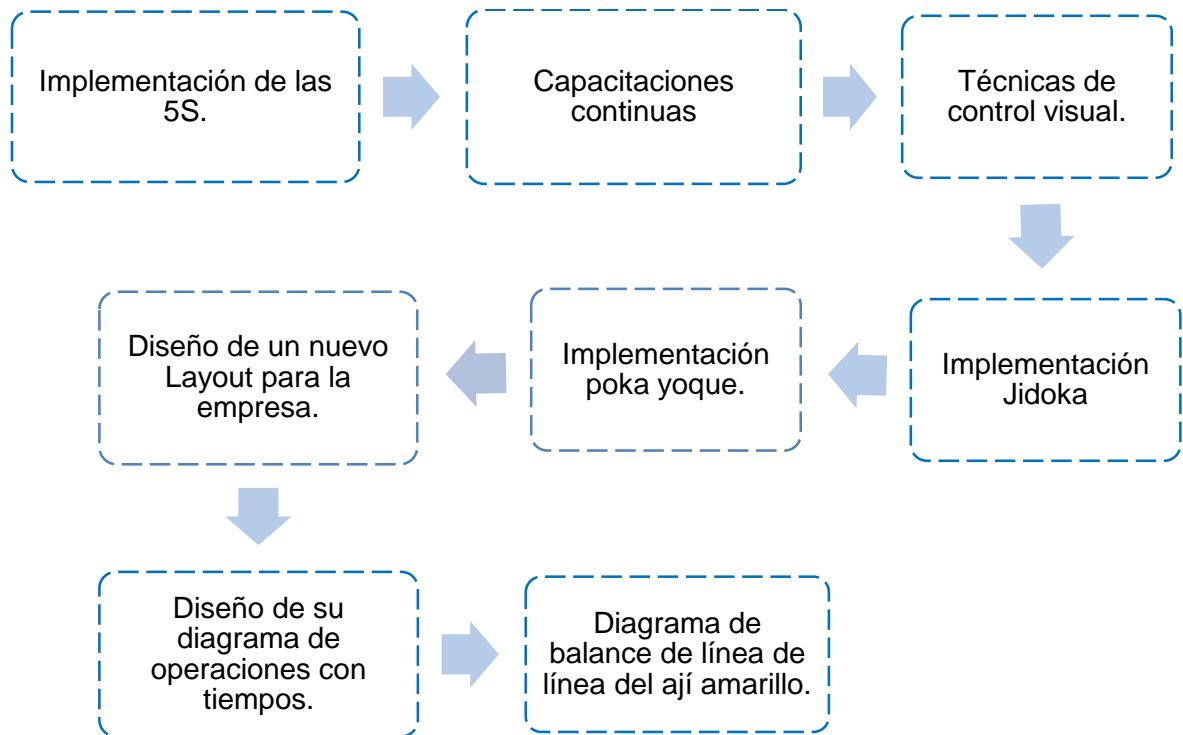 Implementación de las
5S.
Capacitaciones
continuas
Técnicas de
control visual.
Implementación
Jidoka
Implementación
poka yoque.
Diseño de un nuevo
Layout para la
empresa.
Diseño de su
diagrama de
operaciones con
tiempos.
Diagrama de
balance de línea de
línea del ají amarillo.